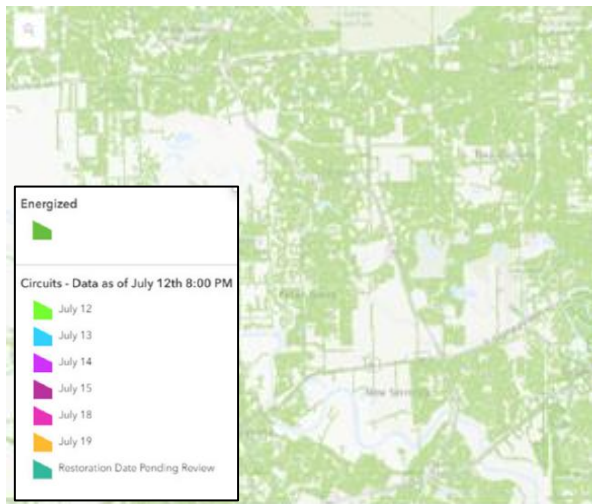 Energized
Circuits - Data as of July 12th 8:00 PM
July 12
July 13
July 14
July 15
July 18
July 19
Restoration Date Pending Review